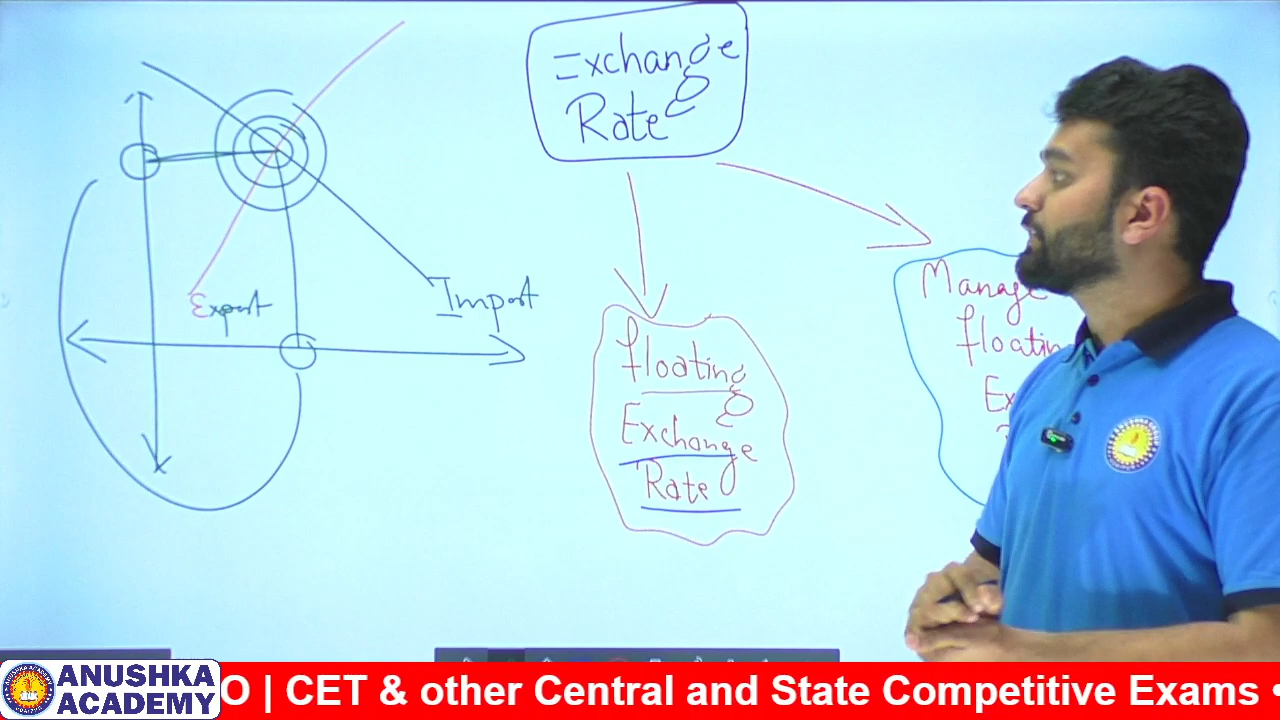 Exchange
Rate
Export
Import
floating
Exchange
Rate
Manage
floatin
Ex
ANUSHKA
ACADEMY
O | CET & other Central and State Competitive Exams •